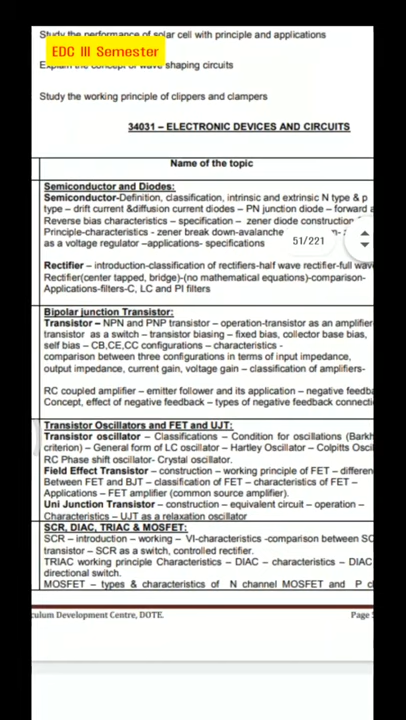 Study the performance of solar cell with principle and applications
EDC III Semester
Explain the concept of wave shaping circuits
Study the working principle of clippers and clampers
34031 – ELECTRONIC DEVICES AND CIRCUITS
Name of the topic
Semiconductor and Diodes:
Semiconductor-Definition, classification, intrinsic and extrinsic N type & p
type – drift current &diffusion current diodes – PN junction diode – forward a
Reverse bias characteristics – specification – zener diode construction
Principle-characteristics - zener break down-avalanche
as a voltage regulator –applications- specifications
51/221
Rectifier – introduction-classification of rectifiers-half wave rectifier-full wave
Rectifier(center tapped, bridge)-(no mathematical equations)-comparison-
Applications-filters-C, LC and PI filters
Bipolar junction Transistor:
Transistor – NPN and PNP transistor – operation-transistor as an amplifier
transistor as a switch – transistor biasing – fixed bias, collector base bias,
self bias – CB,CE,CC configurations – characteristics -
comparison between three configurations in terms of input impedance,
output impedance, current gain, voltage gain – classification of amplifiers-
RC coupled amplifier – emitter follower and its application – negative feedba
Concept, effect of negative feedback – types of negative feedback connecti
Transistor Oscillators and FET and UJT:
Transistor oscillator – Classifications – Condition for oscillations (Barkh
criterion) – General form of LC oscillator – Hartley Oscillator – Colpitts Oscil
RC Phase shift oscillator- Crystal oscillator.
Field Effect Transistor – construction – working principle of FET – differen
Between FET and BJT – classification of FET – characteristics of FET –
Applications – FET amplifier (common source amplifier).
Uni Junction Transistor – construction – equivalent circuit – operation –
Characteristics – UJT as a relaxation oscillator
SCR, DIAC, TRIAC & MOSFET:
SCR – introduction – working – VI-characteristics -comparison between SC
transistor – SCR as a switch, controlled rectifier.
TRIAC working principle Characteristics – DIAC – characteristics – DIAC
directional switch.
MOSFET – types & characteristics of N channel MOSFET and P c
culum Development Centre, DOTE.
Page